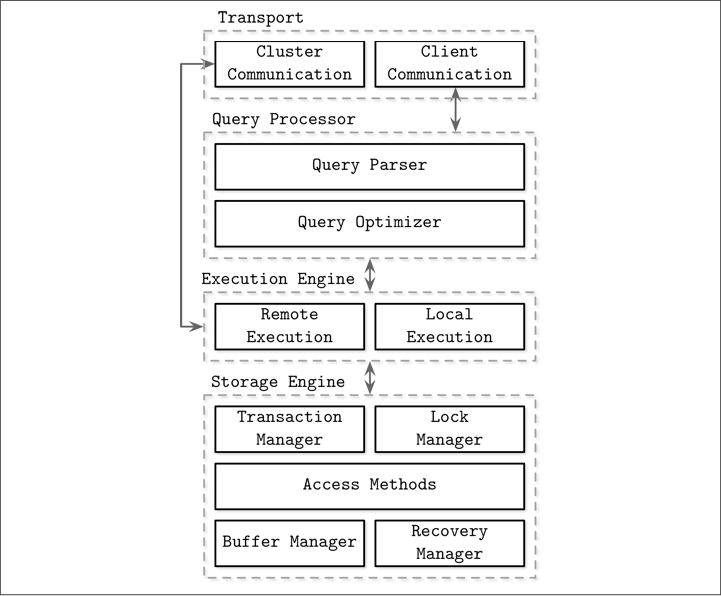 Transport
Cluster
Communication
Client
Communication
Query Processor
Query Parser
Query Optimizer
Execution Engine
Remote
Execution
Local
Execution
Storage Engine
Transaction
Manager
Lock
Manager
Access Methods
Buffer Manager
Recovery
Manager